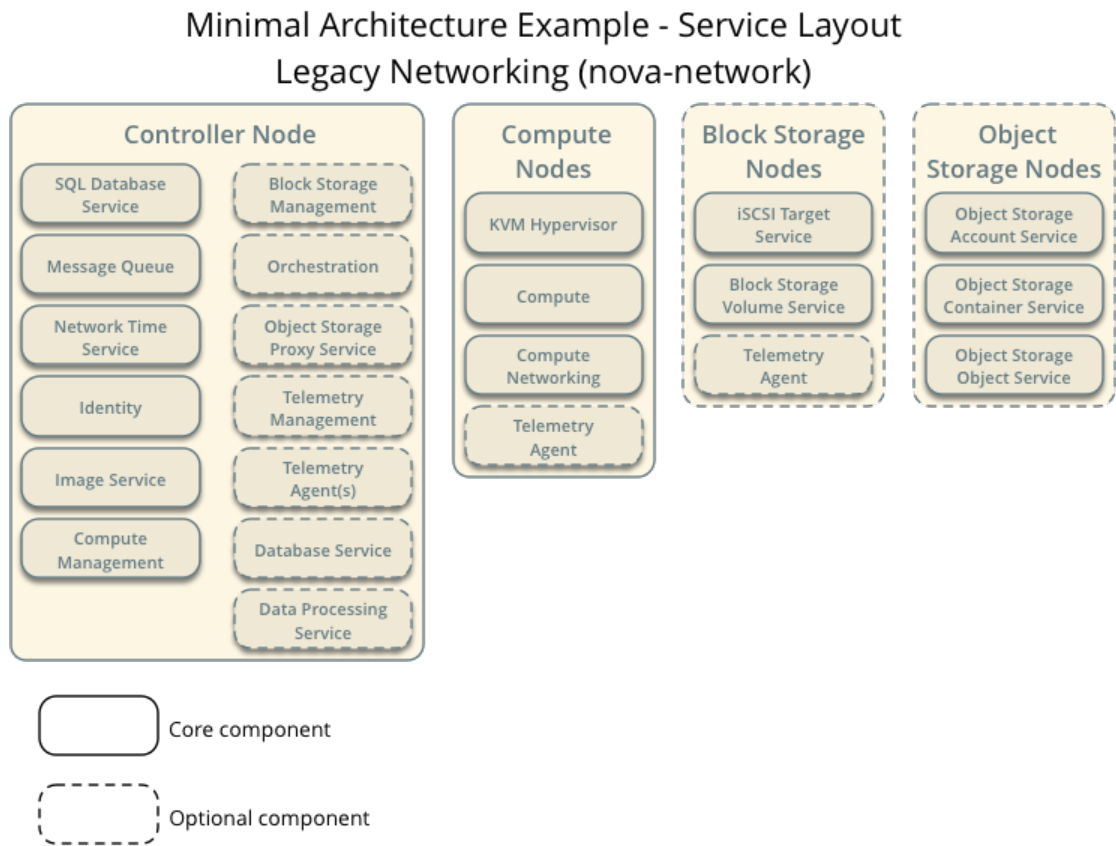 Minimal Architecture Example - Service Layout
Legacy Networking (nova-network)
Controller Node
SQL Database
Service
Message Queue
Network Time
Service
Identity
Image Service
Compute
Management
Block Storage
Management
Orchestration
Object Storage
Proxy Service
Telemetry
Management
Telemetry
Agent(s)
Database Service
Data Processing
Service
Compute
Nodes
KVM Hypervisor
Compute
Compute
Networking
Telemetry
Agent
Block Storage
Nodes
iSCSI Target
Service
Block Storage
Volume Service
Telemetry
Agent
Object
Storage Nodes
Object Storage
Account Service
Object Storage
Container Service
Object Storage
Object Service
Core component
Optional component